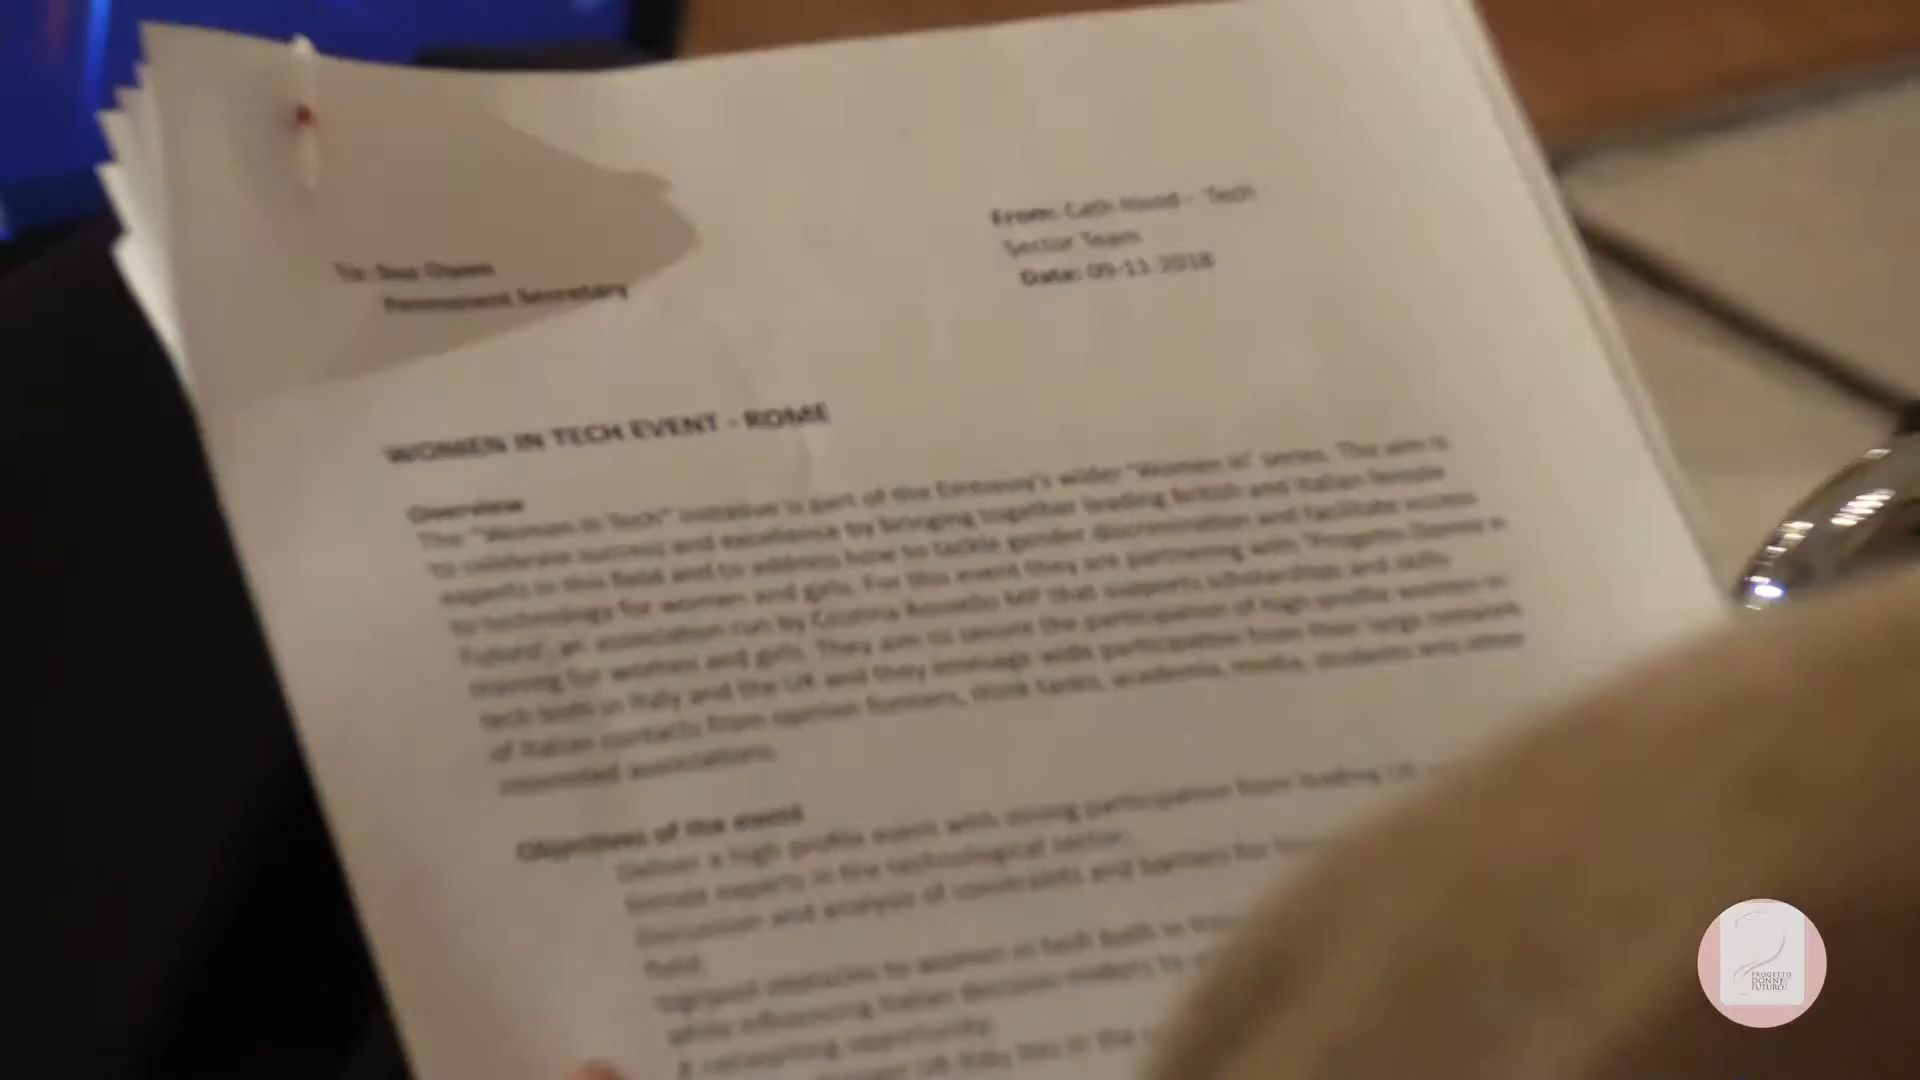 To: Sue Owen
Permanent Secretary
From: Cath Hood - Tech
Sector Team
Date: 09-11-2018
WOMEN IN TECH EVENT - ROME
Overview
The "Women in Tech" initiative is part of the Embassy's wider 'Women in' series. The aim is
to celebrate success and excellence by bringing together leading British and Italian female
experts in this field and to address how to tackle gender discrimination and facilitate access
to technology for women and girls. For this event they are partnering with 'Progetto Donne e
Futuro', an association run by Cristina MP that supports scholarships and skills
training for women and girls. They aim to secure the participation of high profile women in
tech both in Italy and the UK and they envisage wide participation from their large network
of Italian contacts from opinion formers, think tanks, academia, media, students and other
interested associations.
Objectives of the event
Deliver a high profile event with strong participation from leading UK
female experts in the technological sector;
Discussion and analysis of constraints and barriers for
field;
obstacles to women in tech both in
while influencing Italian decision makers to
A networking opportunity;
UK-Italy ties in the
PROGETTO
DONNE
FUTURO